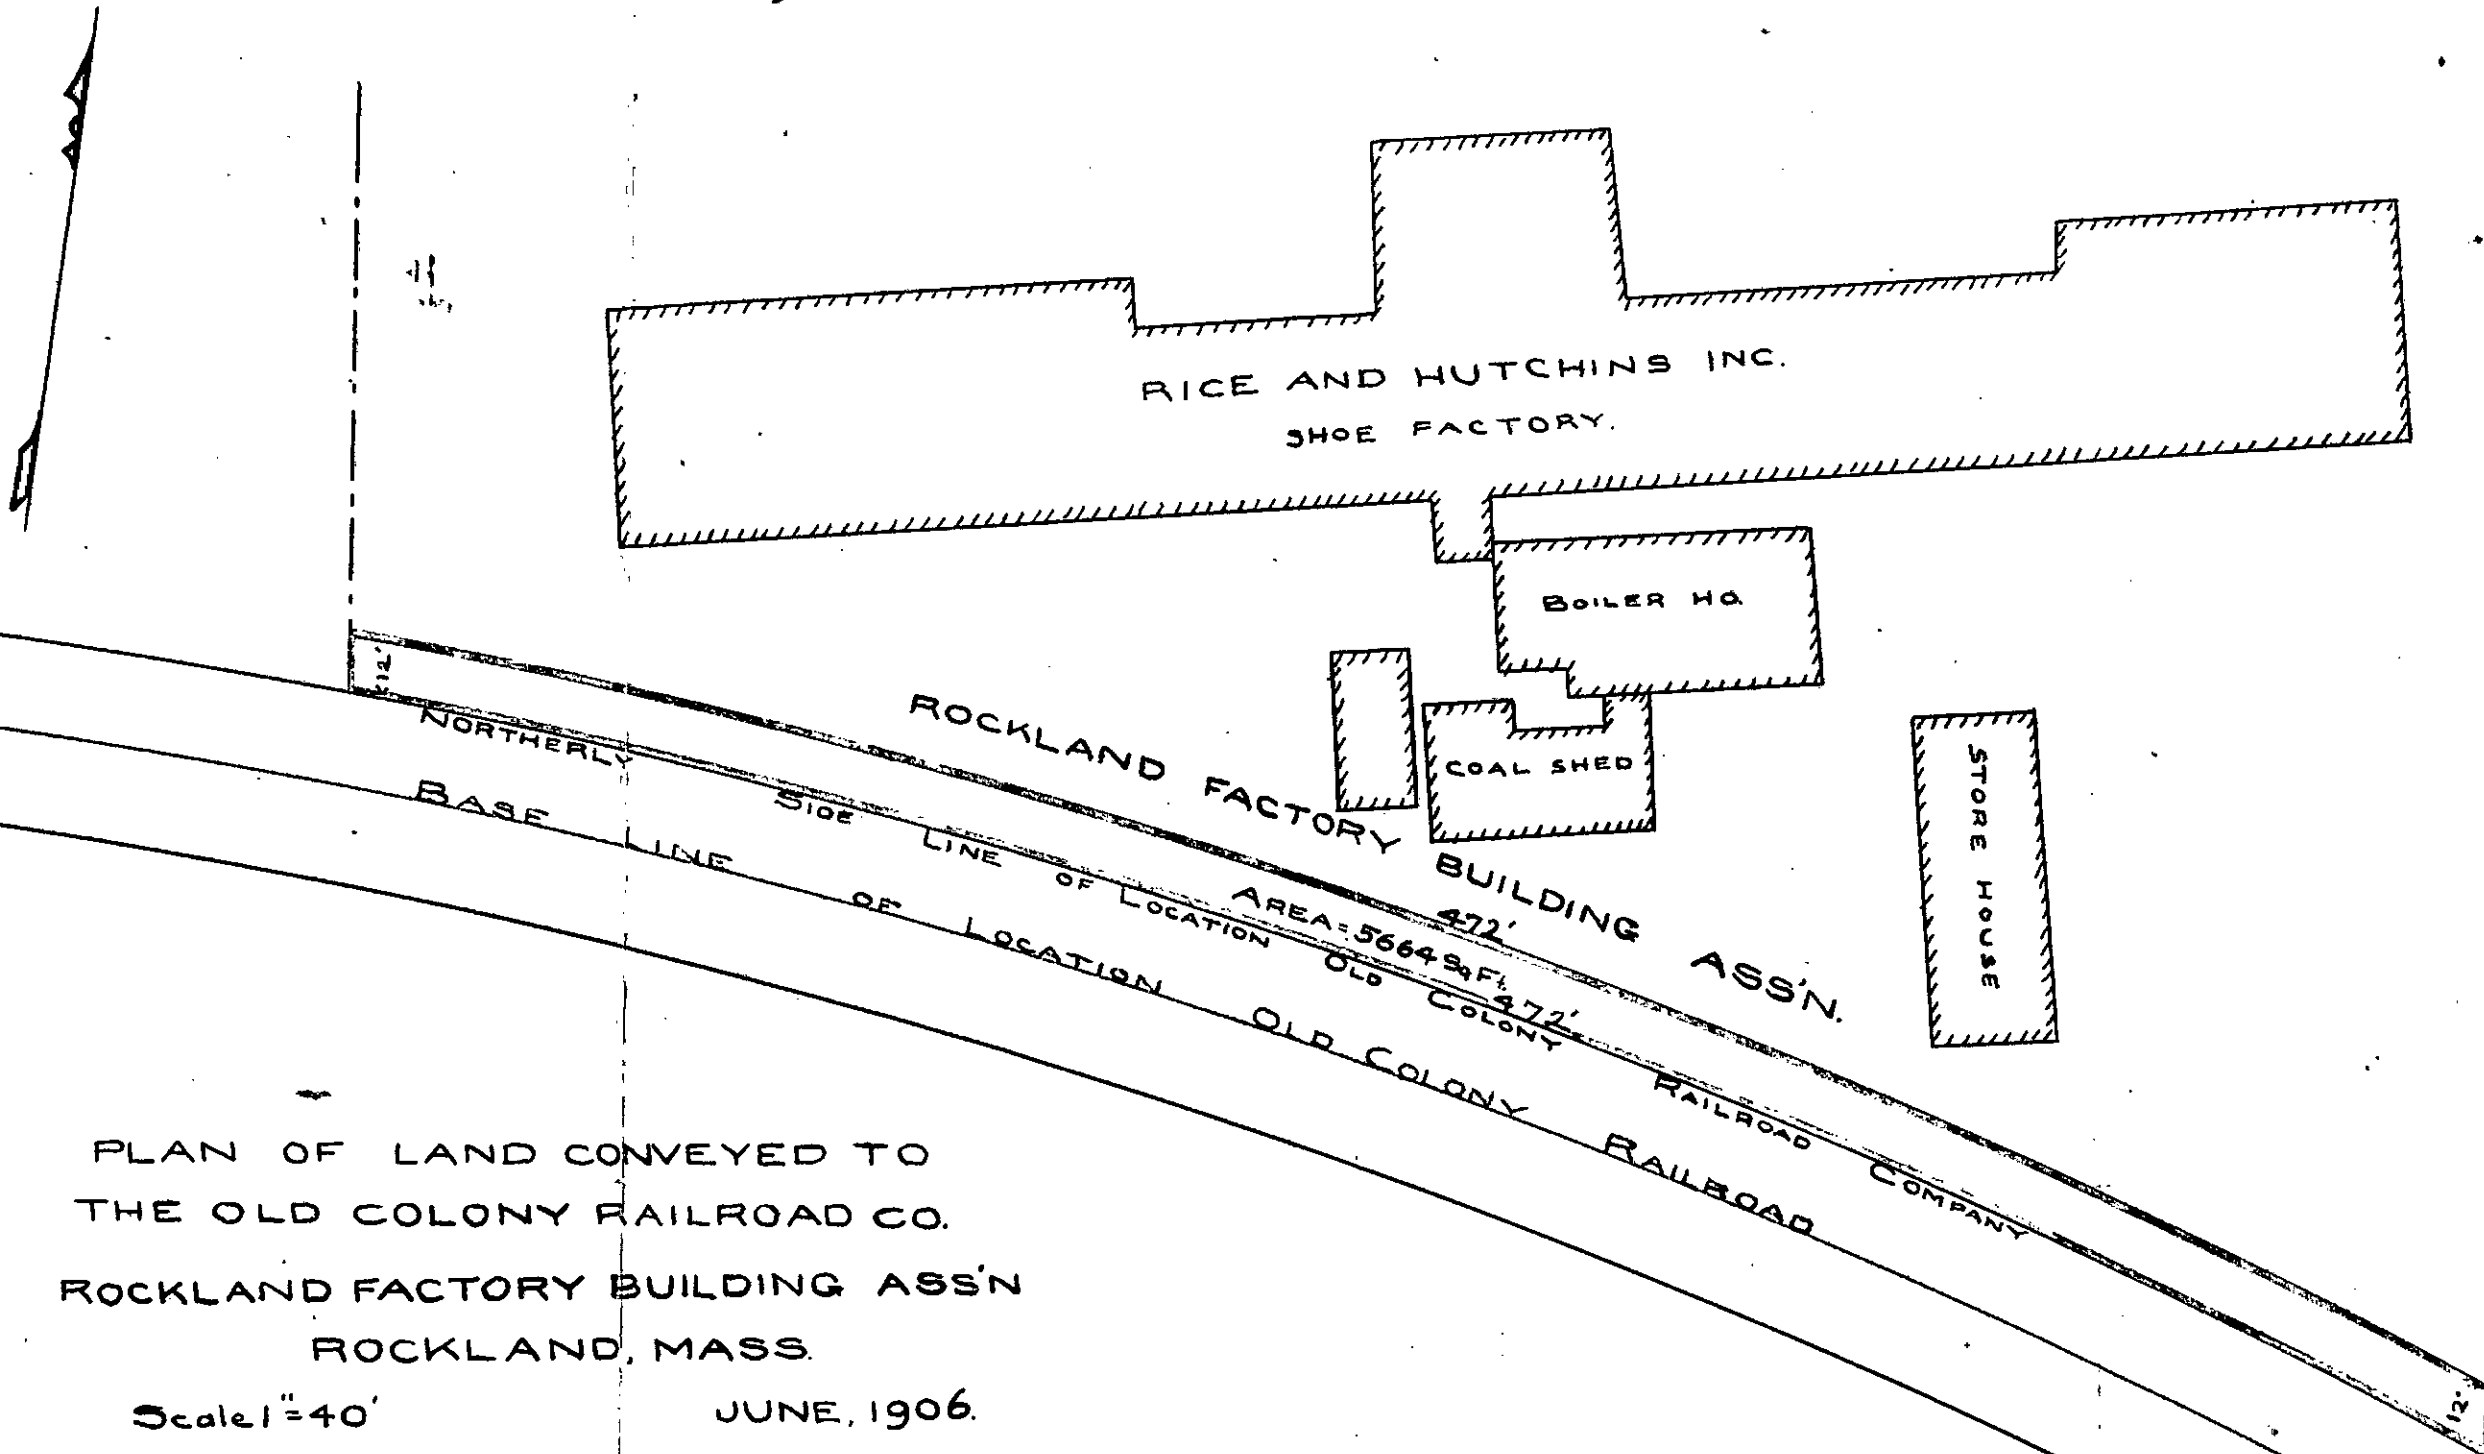 RICE AND HUTCHINS INC.
SHOE FACTORY.
BOILER HO.
COAL SHED
STORE HOUSE
12'
ROCKLAND FACTORY BUILDING ASS'N.
472'
AREA = 5664 Sq Ft.
472'
NORTHERLY SIDE LINE OF LOCATION OLD COLONY RAILROAD COMPANY
BASE LINE OF LOCATION OLD COLONY RAILROAD
12'
PLAN OF LAND CONVEYED TO
THE OLD COLONY RAILROAD CO.
ROCKLAND FACTORY BUILDING ASS'N
ROCKLAND, MASS.
Scale 1"=40' JUNE, 1906.